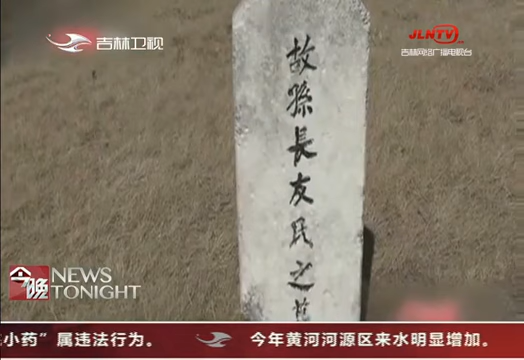 吉林卫视
JLNTV
吉林网络广播电视台
故孫長友民之墓
今晚
NEWS
TONIGHT
小药”属违法行为。
今年黄河河源区来水明显增加。